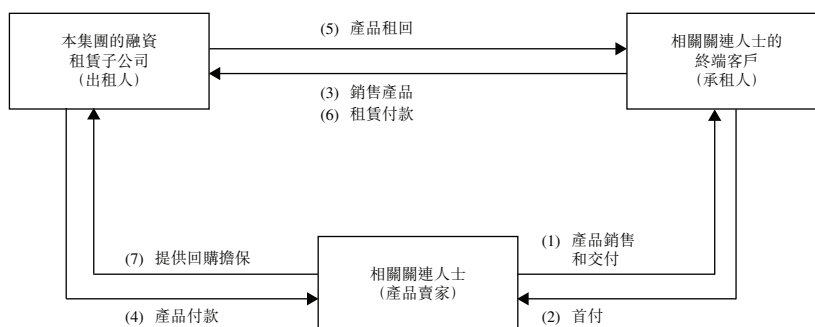 本集團的融資
租賃子公司
(出租人)
(5) 產品租回
(3) 銷售產品
(6) 租賃付款
相關關連人士的
終端客戶
(承租人)
(7) 提供回購擔保
(4) 產品付款
相關關連人士
(產品賣家)
(1) 產品銷售
和交付
(2) 首付